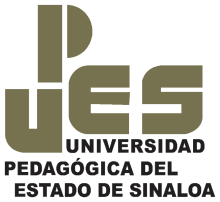 UPES
UNIVERSIDAD
PEDAGÓGICA DEL
ESTADO DE SINALOA